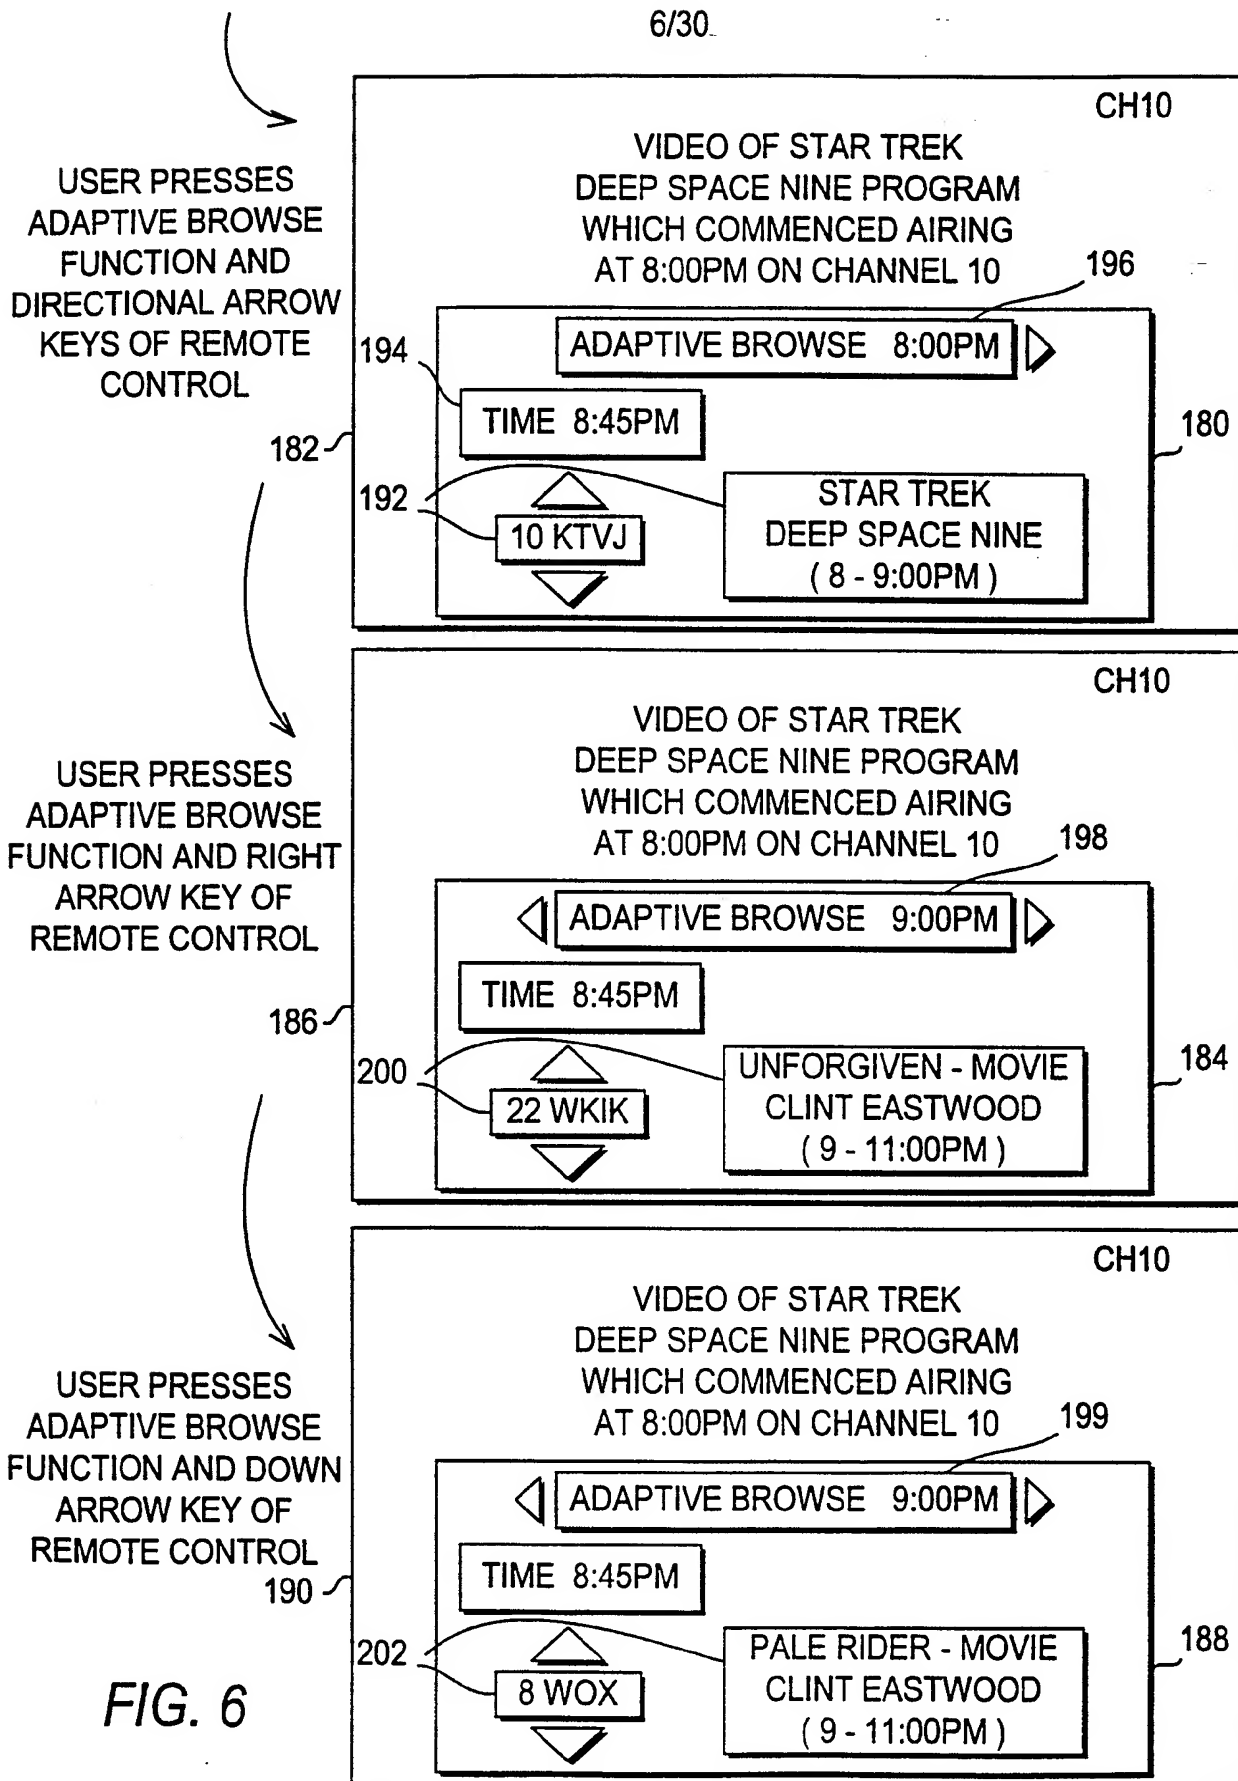 6/30
USER PRESSES
ADAPTIVE BROWSE
FUNCTION AND
DIRECTIONAL ARROW
KEYS OF REMOTE
CONTROL
182
CH10
VIDEO OF STAR TREK
DEEP SPACE NINE PROGRAM
WHICH COMMENCED AIRING
AT 8:00PM ON CHANNEL 10
196
ADAPTIVE BROWSE 8:00PM
194
TIME 8:45PM
180
192
10 KTVJ
STAR TREK
DEEP SPACE NINE
( 8 - 9:00PM )
USER PRESSES
ADAPTIVE BROWSE
FUNCTION AND RIGHT
ARROW KEY OF
REMOTE CONTROL
186
CH10
VIDEO OF STAR TREK
DEEP SPACE NINE PROGRAM
WHICH COMMENCED AIRING
AT 8:00PM ON CHANNEL 10
198
ADAPTIVE BROWSE 9:00PM
TIME 8:45PM
184
200
22 WKIK
UNFORGIVEN - MOVIE
CLINT EASTWOOD
( 9 - 11:00PM )
USER PRESSES
ADAPTIVE BROWSE
FUNCTION AND DOWN
ARROW KEY OF
REMOTE CONTROL
190
CH10
VIDEO OF STAR TREK
DEEP SPACE NINE PROGRAM
WHICH COMMENCED AIRING
AT 8:00PM ON CHANNEL 10
199
ADAPTIVE BROWSE 9:00PM
TIME 8:45PM
188
202
8 WOX
PALE RIDER - MOVIE
CLINT EASTWOOD
( 9 - 11:00PM )
FIG. 6